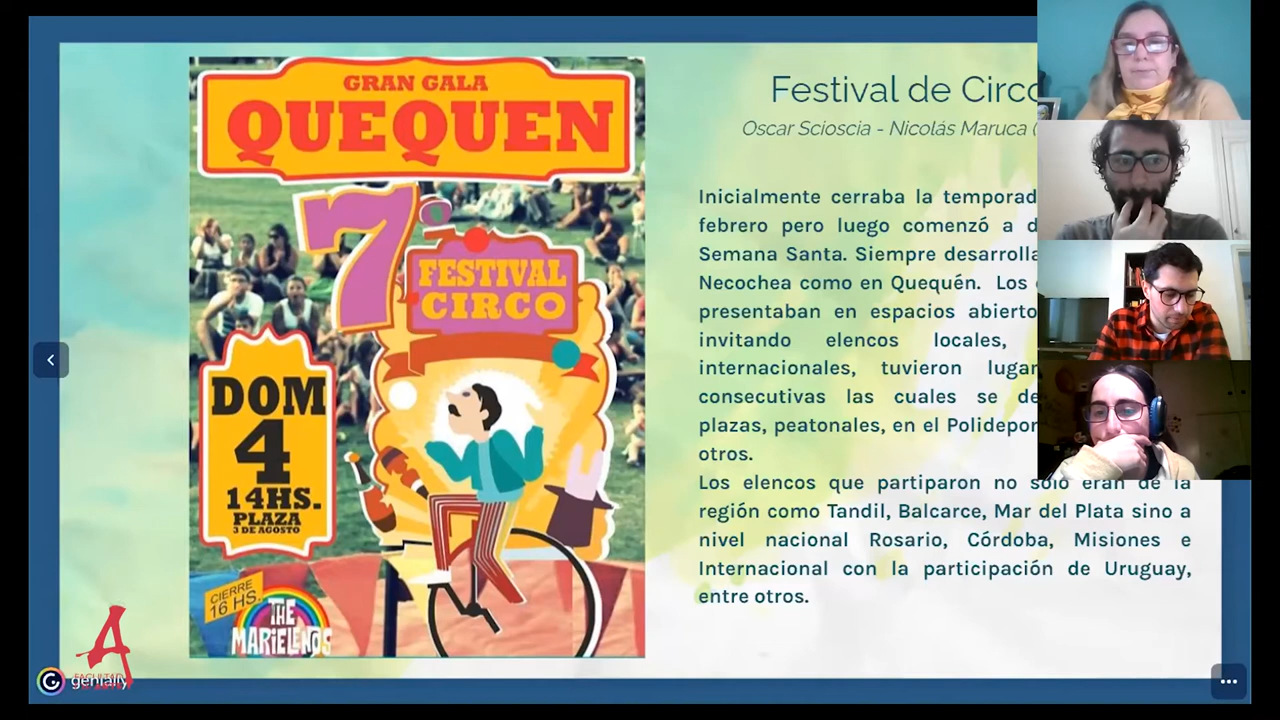 GRAN GALA
QUEQUEN
7º
FESTIVAL
CIRCO
DOM
4
14HS.
PLAZA
3 DE AGOSTO
CIERRE
16 HS.
THE
MARIELENOS
Festival de Circo
Oscar Scioscia - Nicolás Maruca (
Inicialmente cerraba la temporad
febrero pero luego comenzó a d
Semana Santa. Siempre desarrolla
Necochea como en Quequén. Los
presentaban en espacios abierto
invitando elencos locales,
internacionales, tuvieron lugar
consecutivas las cuales se de
plazas, peatonales, en el Polidepor
otros.
Los elencos que partiparon no sólo eran de la
región como Tandil, Balcarce, Mar del Plata sino a
nivel nacional Rosario, Córdoba, Misiones e
Internacional con la participación de Uruguay,
entre otros.
A
FACULTAD
genially